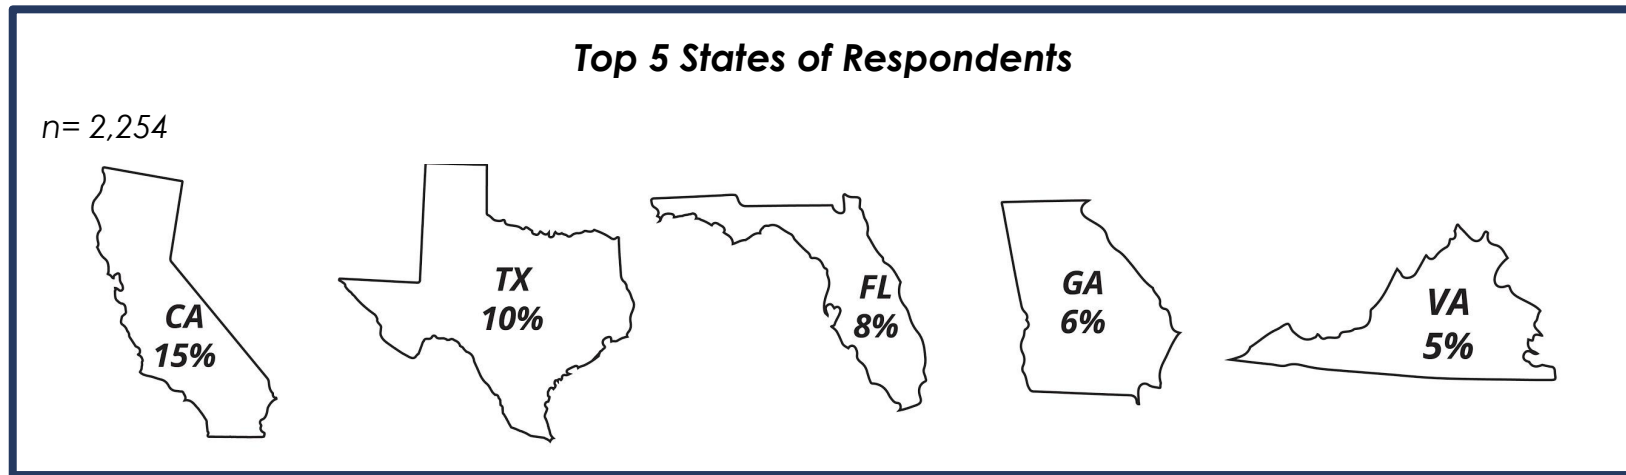 Top 5 States of Respondents
n= 2,254
CA
15%
TX
10%
FL
8%
GA
6%
VA
5%